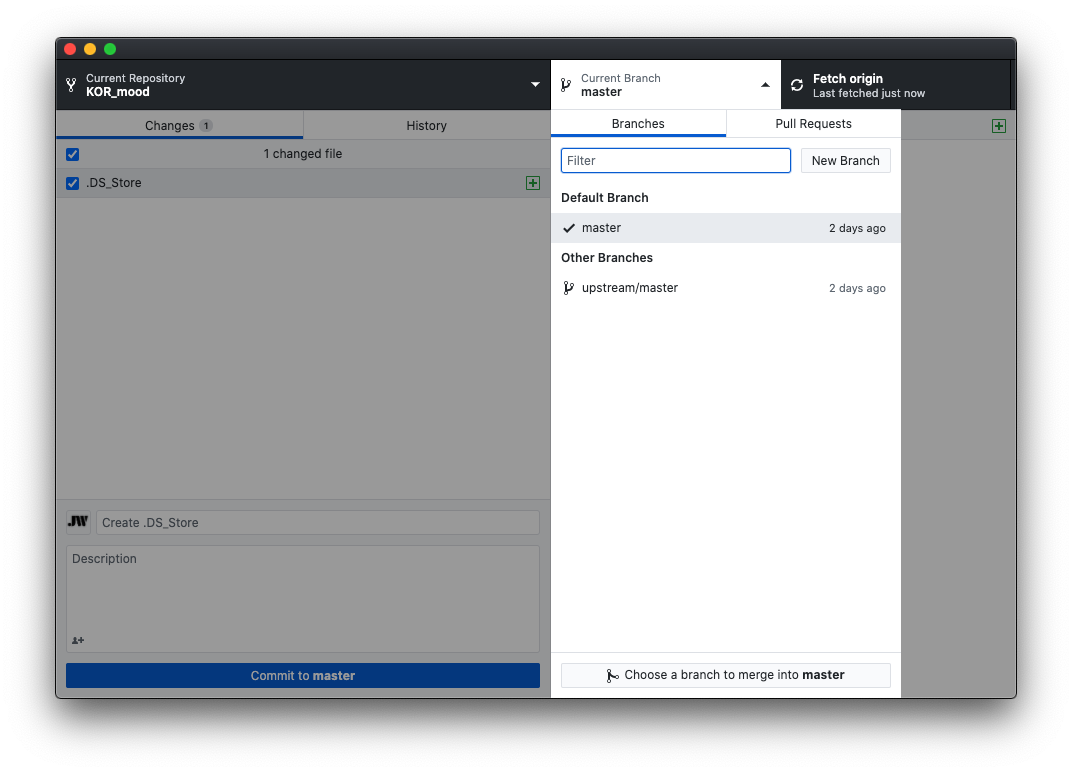 Current Repository
KOR_mood
Current Branch
master
Fetch origin
Last fetched just now
Changes 1
History
Branches
Pull Requests
1 changed file
Filter
New Branch
.DS_Store
Default Branch
master 2 days ago
Other Branches
upstream/master 2 days ago
JW
Create .DS_Store
Description
Commit to master
Choose a branch to merge into master